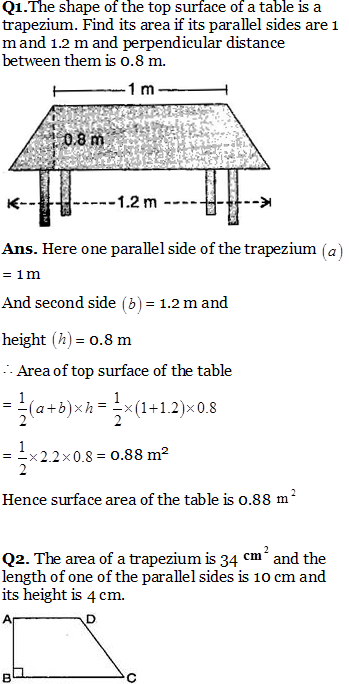 Q1.The shape of the top surface of a table is a
trapezium. Find its area if its parallel sides are 1
m and 1.2 m and perpendicular distance
between them is 0.8 m.
1 m
0.8 m
1.2 m
Ans. Here one parallel side of the trapezium (a)
= 1m
And second side (b) = 1.2 m and
height (h) = 0.8 m
∴ Area of top surface of the table
= 1/2 (a+b)×h = 1/2 ×(1+1.2)×0.8
= 1/2 ×2.2×0.8 = 0.88 m²
Hence surface area of the table is 0.88 m²
Q2. The area of a trapezium is 34 cm² and the
length of one of the parallel sides is 10 cm and
its height is 4 cm.
A D
B C